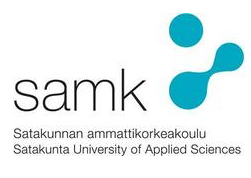 samk
Satakunnan ammattikorkeakoulu
Satakunta University of Applied Sciences